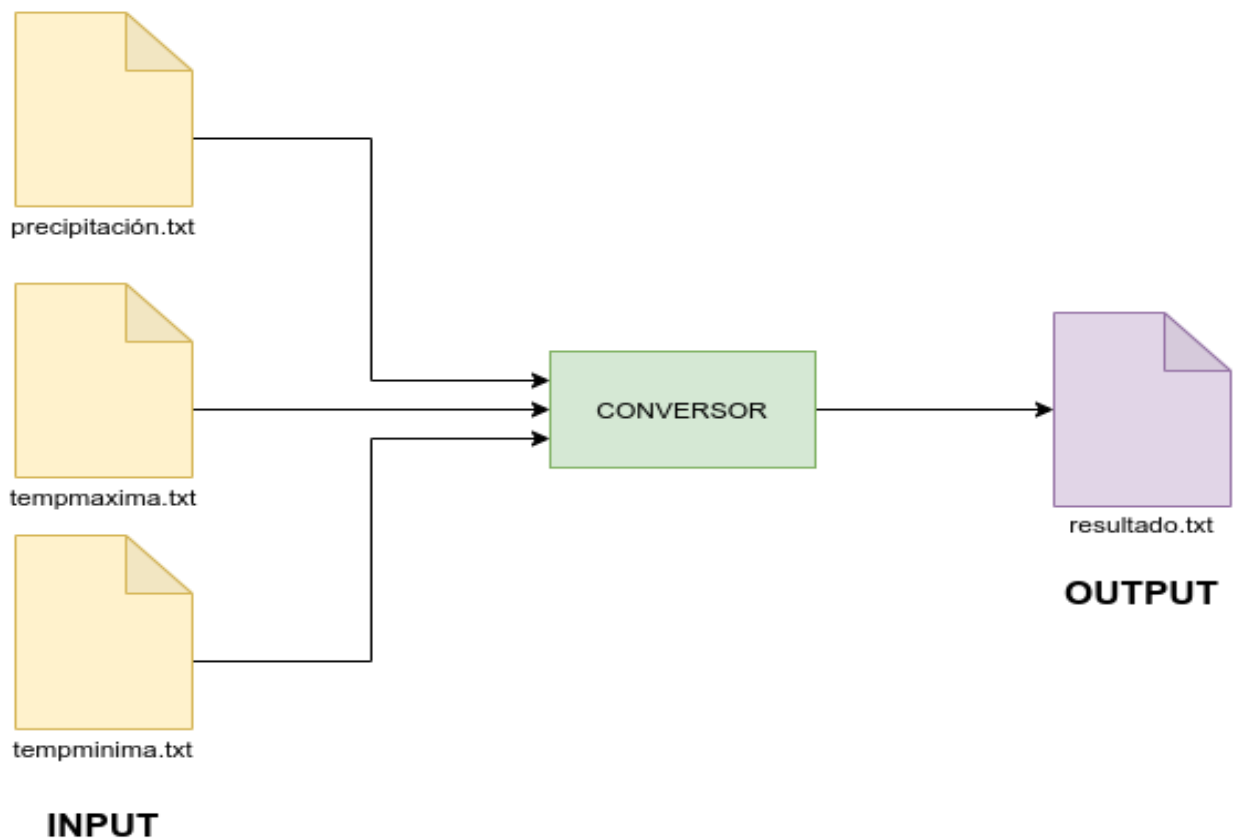 precipitación.txt
tempmaxima.txt
tempminima.txt
INPUT
CONVERSOR
resultado.txt
OUTPUT